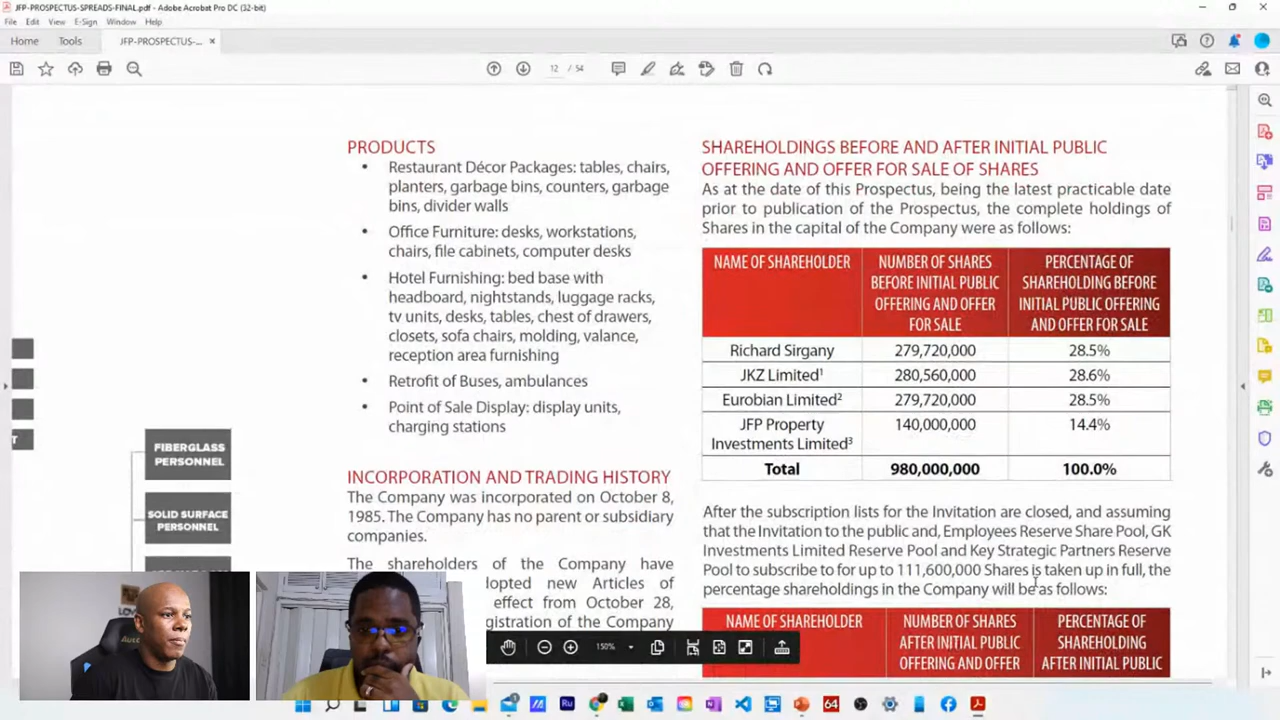 JFP-PROSPECTUS-SPREADS-FINAL.pdf - Adobe Acrobat Pro DC (32-bit)
File Edit View E-Sign Window Help
Home Tools JFP-PROSPECTUS-... ×
12 / 54
PRODUCTS
• Restaurant Décor Packages: tables, chairs,
planters, garbage bins, counters, garbage
bins, divider walls
• Office Furniture: desks, workstations,
chairs, file cabinets, computer desks
• Hotel Furnishing: bed base with
headboard, nightstands, luggage racks,
tv units, desks, tables, chest of drawers,
closets, sofa chairs, molding, valance,
reception area furnishing
• Retrofit of Buses, ambulances
• Point of Sale Display: display units,
charging stations
INCORPORATION AND TRADING HISTORY
The Company was incorporated on October 8,
1985. The Company has no parent or subsidiary
companies.
The shareholders of the Company have
dopted new Articles of
effect from October 28,
gistration of the Company
T
FIBERGLASS
PERSONNEL
SOLID SURFACE
PERSONNEL
SHAREHOLDINGS BEFORE AND AFTER INITIAL PUBLIC
OFFERING AND OFFER FOR SALE OF SHARES
As at the date of this Prospectus, being the latest practicable date
prior to publication of the Prospectus, the complete holdings of
Shares in the capital of the Company were as follows:
NAME OF SHAREHOLDER
NUMBER OF SHARES
BEFORE INITIAL PUBLIC
OFFERING AND OFFER
FOR SALE
PERCENTAGE OF
SHAREHOLDING BEFORE
INITIAL PUBLIC OFFERING
AND OFFER FOR SALE
Richard Sirgany 279,720,000 28.5%
JKZ Limited¹ 280,560,000 28.6%
Eurobian Limited² 279,720,000 28.5%
JFP Property 140,000,000 14.4%
Investments Limited³
Total 980,000,000 100.0%
After the subscription lists for the Invitation are closed, and assuming
that the Invitation to the public and, Employees Reserve Share Pool, GK
Investments Limited Reserve Pool and Key Strategic Partners Reserve
Pool to subscribe to for up to 111,600,000 Shares is taken up in full, the
percentage shareholdings in the Company will be as follows:
NAME OF SHAREHOLDER
NUMBER OF SHARES
AFTER INITIAL PUBLIC
OFFERING AND OFFER
PERCENTAGE OF
SHAREHOLDING
AFTER INITIAL PUBLIC
150%
Ru
64